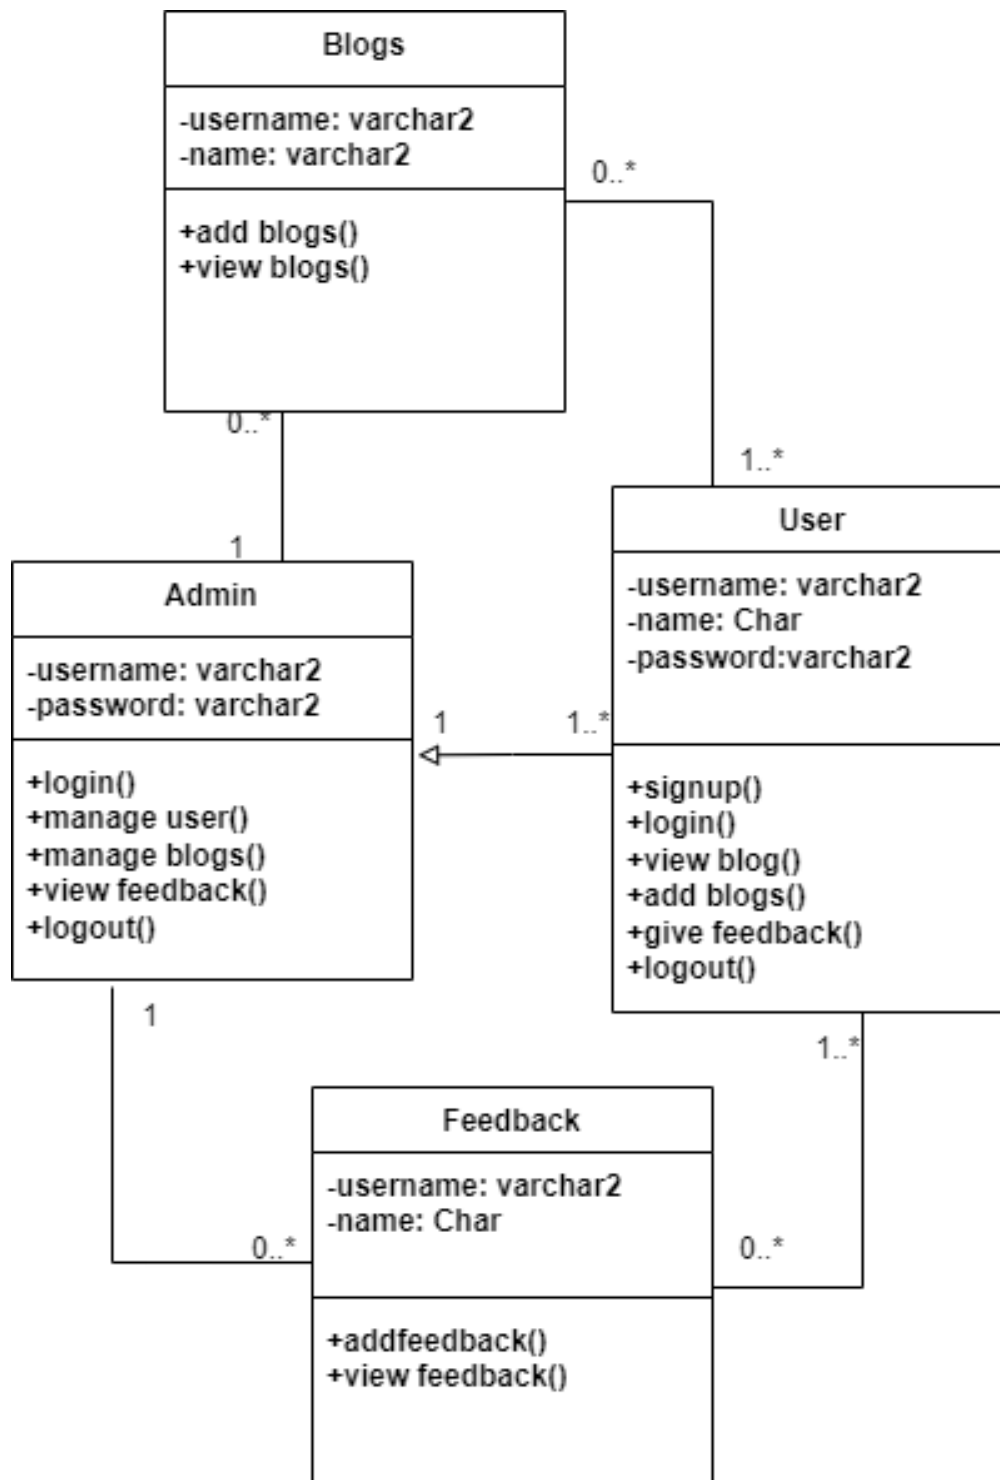 Blogs
-username: varchar2
-name: varchar2
+add blogs()
+view blogs()
0..*
0..*
1
1..*
Admin
-username: varchar2
-password: varchar2
+login()
+manage user()
+manage blogs()
+view feedback()
+logout()
1
1..*
User
-username: varchar2
-name: Char
-password:varchar2
+signup()
+login()
+view blog()
+add blogs()
+give feedback()
+logout()
1
1..*
0..*
0..*
Feedback
-username: varchar2
-name: Char
+addfeedback()
+view feedback()